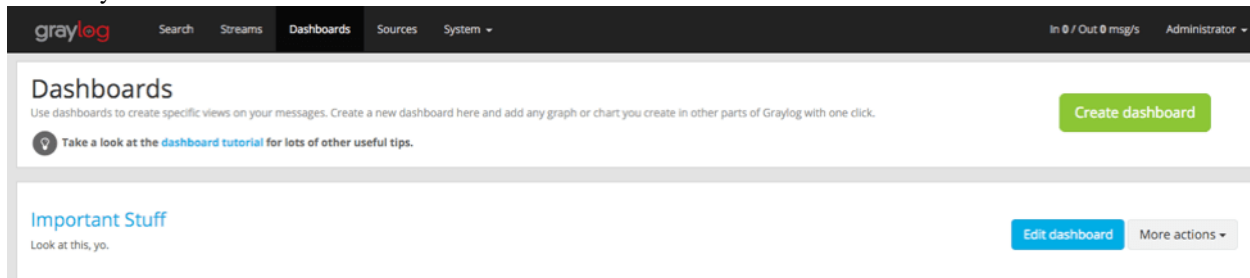 graylog Search Streams Dashboards Sources System In 0 / Out 0 msg/s Administrator
Dashboards
Use dashboards to create specific views on your messages. Create a new dashboard here and add any graph or chart you create in other parts of Graylog with one click.
Create dashboard
Take a look at the dashboard tutorial for lots of other useful tips.
Important Stuff
Look at this, yo.
Edit dashboard More actions